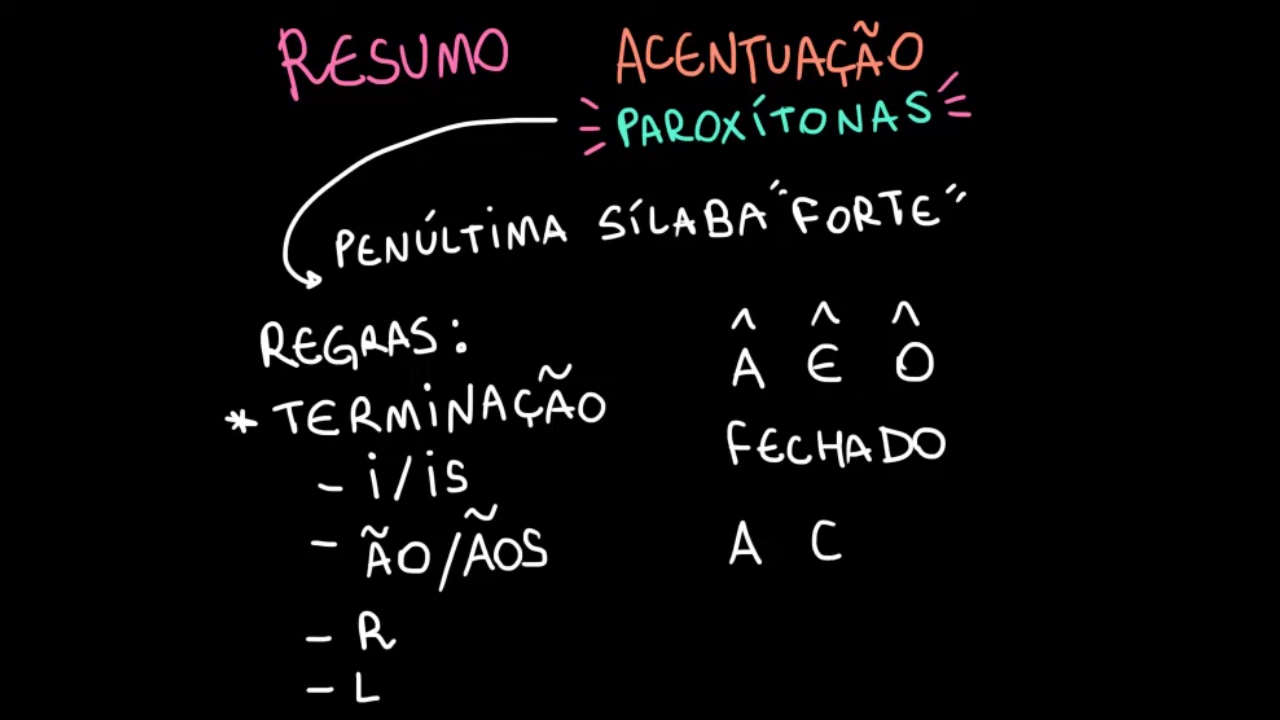 RESUMO ACENTUAÇÃO
PAROXÍTONAS
PENÚLTIMA SÍLABA "FORTE"
REGRAS:
* TERMINAÇÃO
- i/is
- ÃO/ÃOS
- R
- L
^ ^ ^
A E O
FECHADO
A C